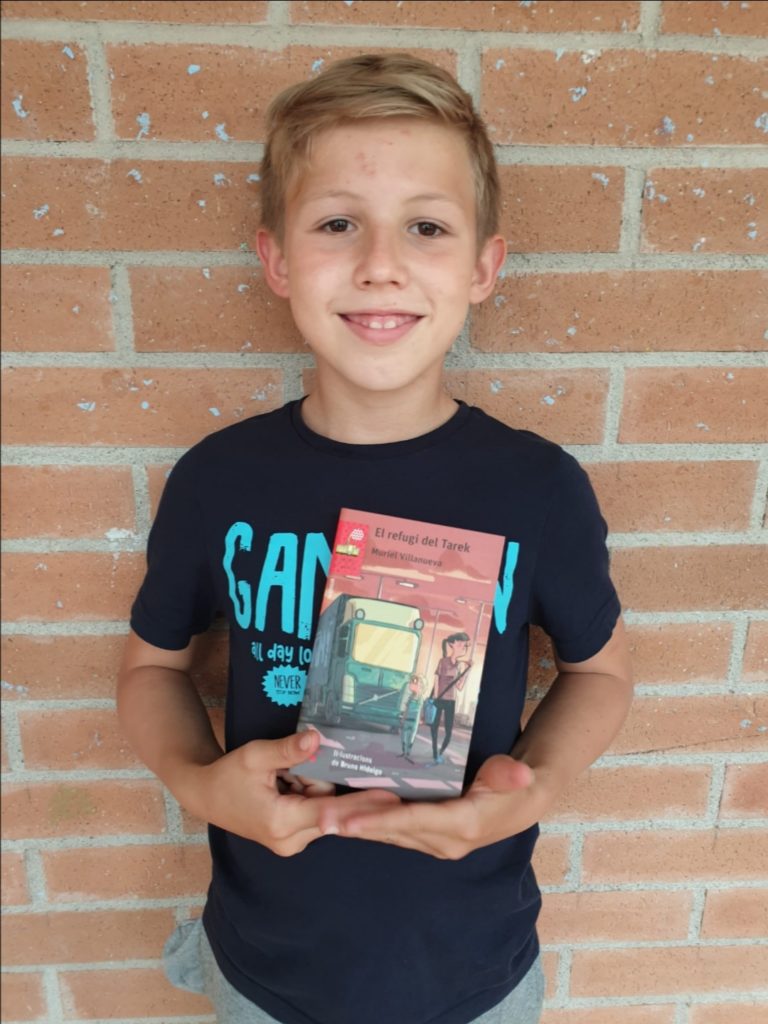 El refugi del Tarek
Muriel Villanueva
all day lo
NEVER
Il·lustracions
de Bruno Hidalgo